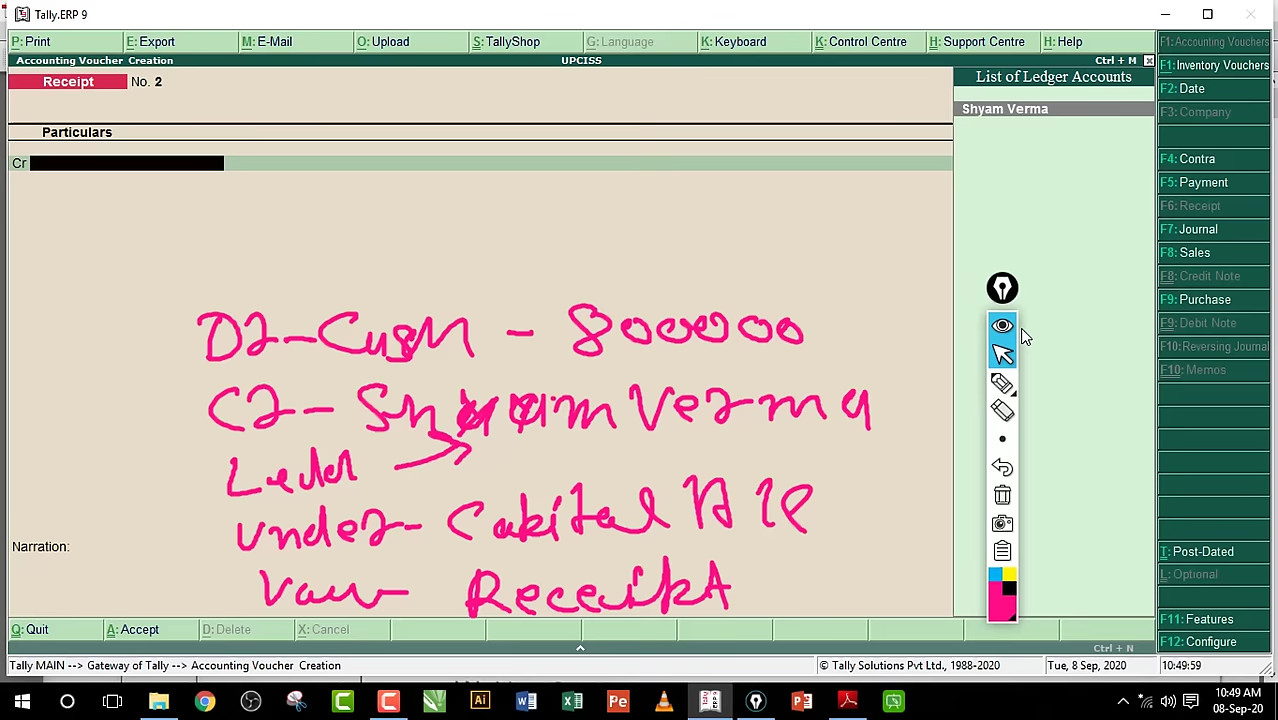 Tally.ERP 9
P: Print E: Export M: E-Mail O: Upload S: TallyShop G: Language K: Keyboard K: Control Centre H: Support Centre H: Help
Accounting Voucher Creation UPCISS Ctrl + M
Receipt No. 2
Particulars
Cr
List of Ledger Accounts
Shyam Verma
F1: Accounting Vouchers
F1: Inventory Vouchers
F2: Date
F3: Company
F4: Contra
F5: Payment
F6: Receipt
F7: Journal
F8: Sales
F8: Credit Note
F9: Purchase
F9: Debit Note
F10: Reversing Journal
F10: Memos
T: Post-Dated
L: Optional
F11: Features
F12: Configure
Dr - Cash - 800000
Cr - Shyam Verma
under - Capital A/c
Receipt
Narration:
Q: Quit A: Accept D: Delete X: Cancel
Ctrl + N
Tally MAIN --> Gateway of Tally --> Accounting Voucher Creation © Tally Solutions Pvt Ltd., 1988-2020 Tue, 8 Sep, 2020 10:49:59
Ai Pe
10:49 AM
08-Sep-20